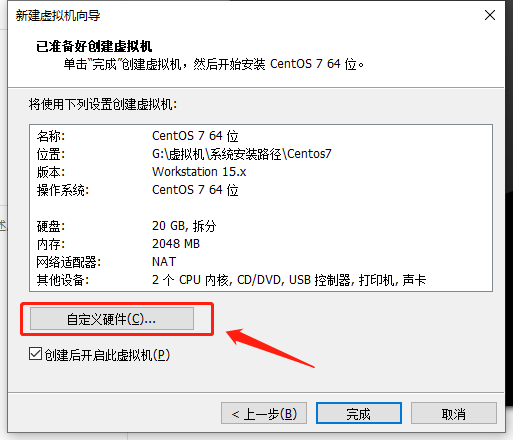 新建虚拟机向导
已准备好创建虚拟机
单击“完成”创建虚拟机，然后开始安装 CentOS 7 64 位。
将使用下列设置创建虚拟机：
名称: CentOS 7 64 位
位置: G:\虚拟机\系统安装路径\Centos7
版本: Workstation 15.x
操作系统: CentOS 7 64 位
硬盘: 20 GB, 拆分
内存: 2048 MB
网络适配器: NAT
其他设备: 2 个 CPU 内核, CD/DVD, USB 控制器, 打印机, 声卡
自定义硬件(C)...
创建后开启此虚拟机(P)
< 上一步(B) 完成 取消